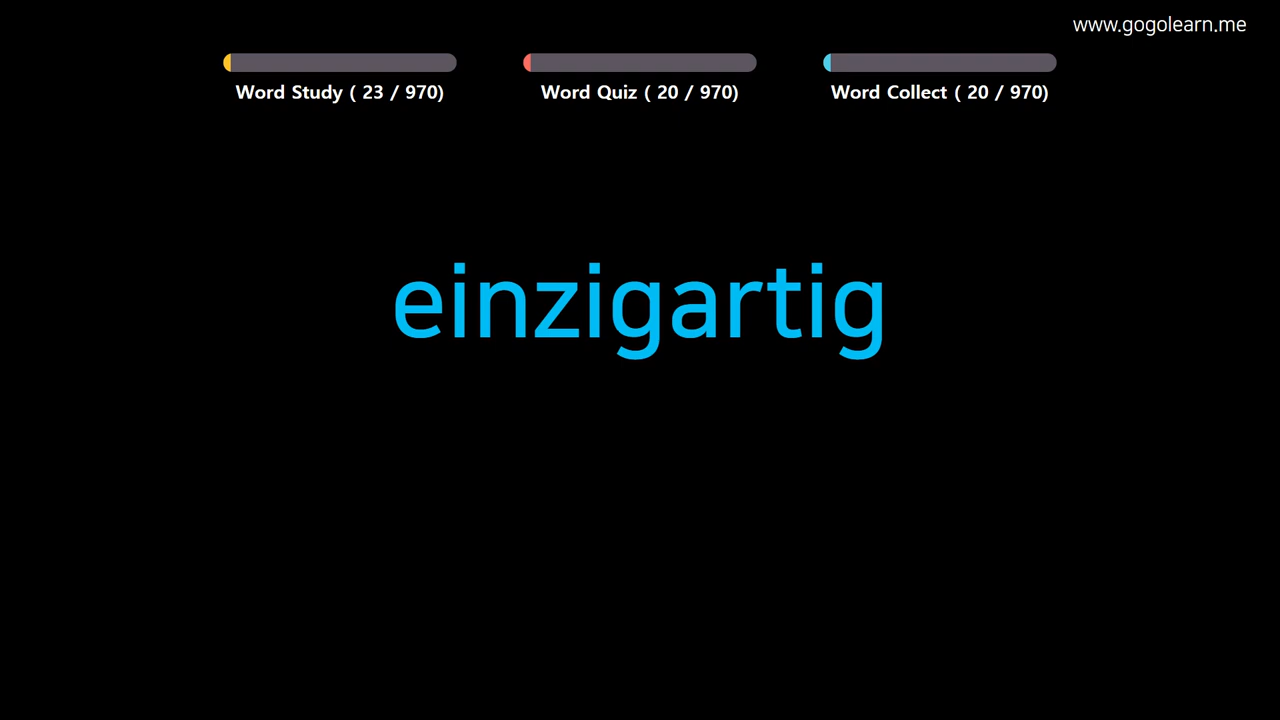 www.gogolearn.me
Word Study ( 23 / 970)
Word Quiz ( 20 / 970)
Word Collect ( 20 / 970)
einzigartig